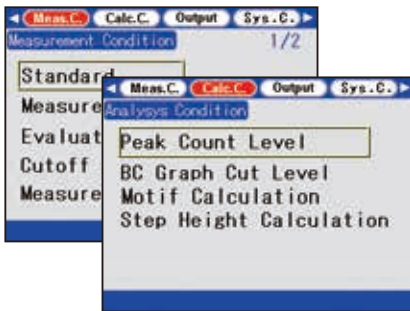 Meas.C. Calc.C. Output Sys.C.
Measurement Condition 1/2
Standard
Measure
Evaluat
Cutoff
Measure
Meas.C. Calc.C. Output Sys.C.
Analysys Condition
Peak Count Level
BC Graph Cut Level
Motif Calculation
Step Height Calculation